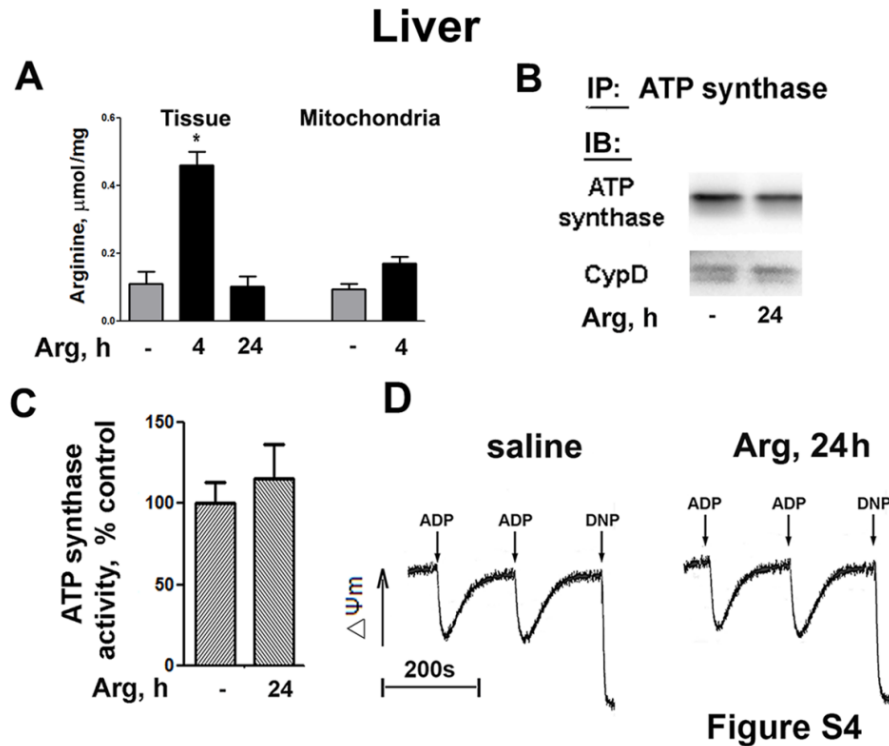 Liver
A
Tissue
Mitochondria
*
Arginine, μmol/mg
0.6
0.4
0.2
0.0
Arg, h
- 4 24 - 4
B
IP: ATP synthase
IB:
ATP
synthase
CypD
Arg, h - 24
C
ATP synthase
activity, % control
150
100
50
0
Arg, h - 24
D
saline
Arg, 24h
ADP ADP DNP
ADP ADP DNP
△Ψm
200s
Figure S4